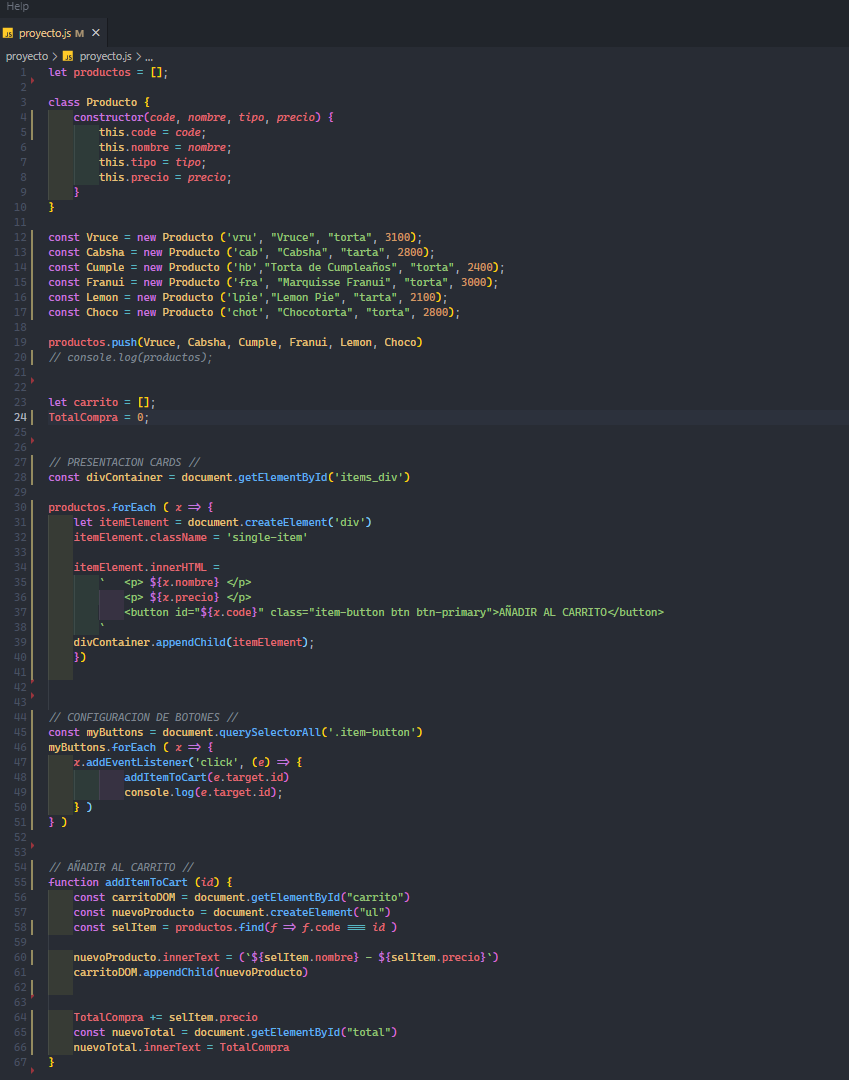 Help
JS proyecto.js M ×
proyecto > JS proyecto.js > ...
1 let productos = [];
2
3 class Producto {
4 constructor(code, nombre, tipo, precio) {
5 this.code = code;
6 this.nombre = nombre;
7 this.tipo = tipo;
8 this.precio = precio;
9 }
10 }
11
12 const Vruce = new Producto ('vru', "Vruce", "torta", 3100);
13 const Cabsha = new Producto ('cab', "Cabsha", "tarta", 2800);
14 const Cumple = new Producto ('hb',"Torta de Cumpleaños", "torta", 2400);
15 const Franui = new Producto ('fra', "Marquisse Franui", "torta", 3000);
16 const Lemon = new Producto ('lpie',"Lemon Pie", "tarta", 2100);
17 const Choco = new Producto ('chot', "Chocotorta", "torta", 2800);
18
19 productos.push(Vruce, Cabsha, Cumple, Franui, Lemon, Choco)
20 // console.log(productos);
21
22
23 let carrito = [];
24 TotalCompra = 0;
25
26
27 // PRESENTACION CARDS //
28 const divContainer = document.getElementById('items_div')
29
30 productos.forEach ( x => {
31 let itemElement = document.createElement('div')
32 itemElement.className = 'single-item'
33
34 itemElement.innerHTML =
35 ` <p> ${x.nombre} </p>
36 <p> ${x.precio} </p>
37 <button id="${x.code}" class="item-button btn btn-primary">AÑADIR AL CARRITO</button>
38 `
39 divContainer.appendChild(itemElement);
40 })
41
42
43
44 // CONFIGURACION DE BOTONES //
45 const myButtons = document.querySelectorAll('.item-button')
46 myButtons.forEach ( x => {
47 x.addEventListener('click', (e) => {
48 addItemToCart(e.target.id)
49 console.log(e.target.id);
50 } )
51 } )
52
53
54 // AÑADIR AL CARRITO //
55 function addItemToCart (id) {
56 const carritoDOM = document.getElementById("carrito")
57 const nuevoProducto = document.createElement("ul")
58 const selItem = productos.find(f => f.code === id )
59
60 nuevoProducto.innerText = (`${selItem.nombre} - ${selItem.precio}`)
61 carritoDOM.appendChild(nuevoProducto)
62
63
64 TotalCompra += selItem.precio
65 const nuevoTotal = document.getElementById("total")
66 nuevoTotal.innerText = TotalCompra
67 }